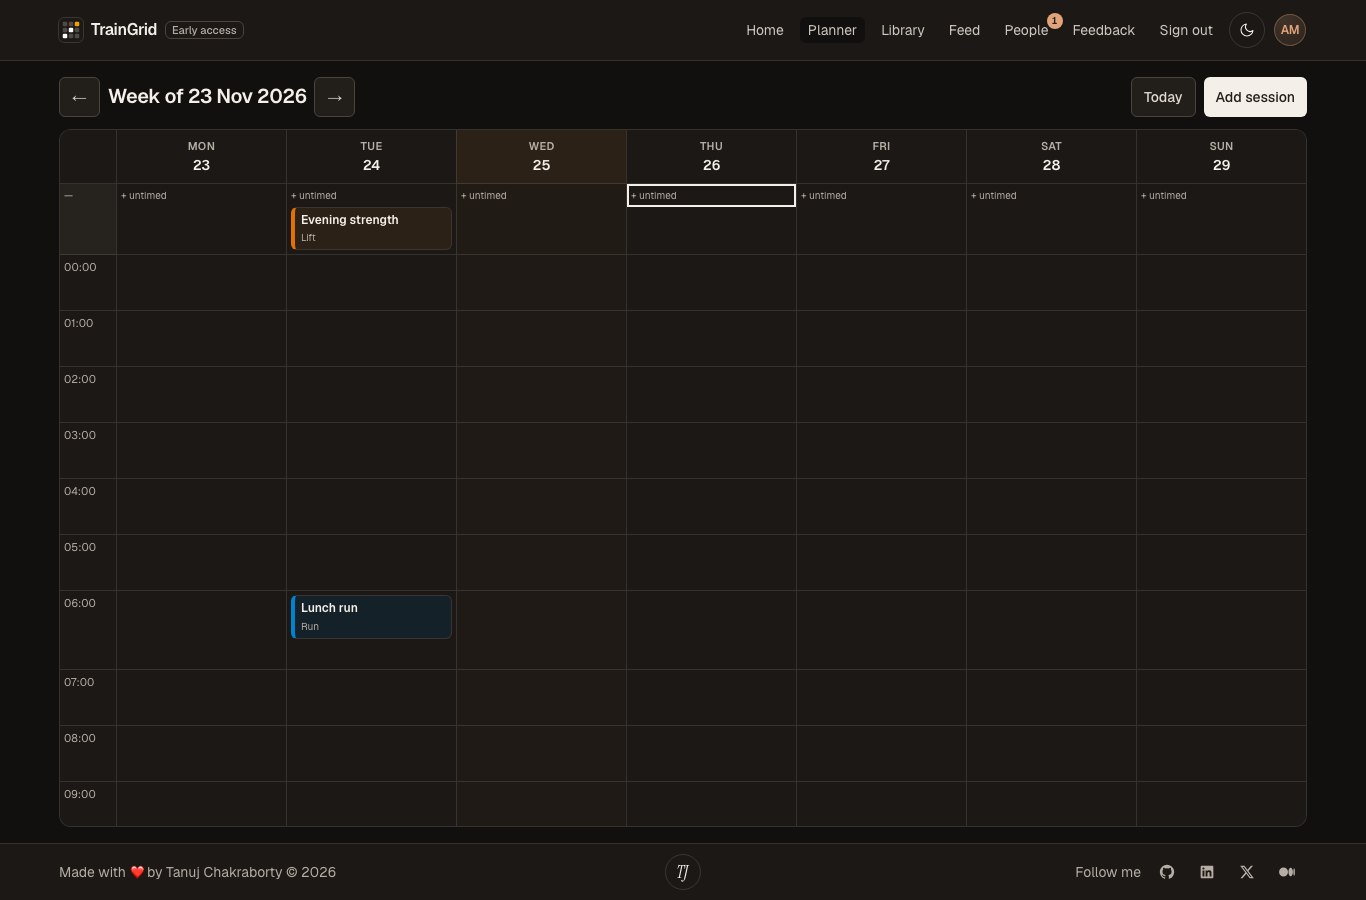 TrainGrid Early access Home Planner Library Feed People 1 Feedback Sign out AM
← Week of 23 Nov 2026 → Today Add session
MON TUE WED THU FRI SAT SUN
23 24 25 26 27 28 29
— + untimed + untimed + untimed + untimed + untimed + untimed + untimed
Evening strength
Lift
00:00
01:00
02:00
03:00
04:00
05:00
06:00
Lunch run
Run
07:00
08:00
09:00
Made with ❤️ by Tanuj Chakraborty © 2026 TJ Follow me